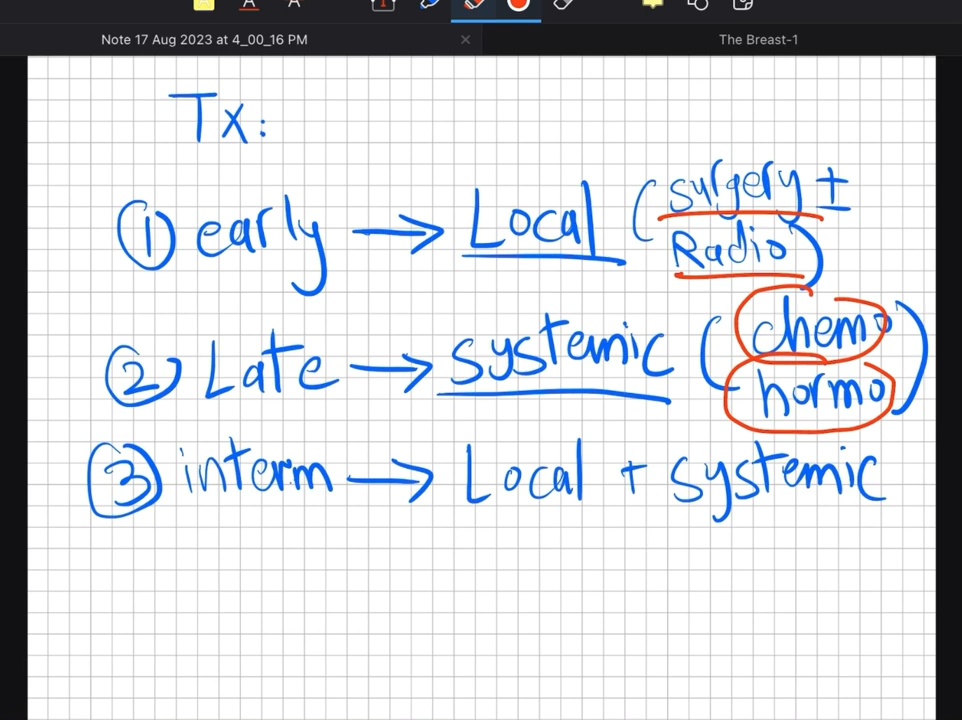 Note 17 Aug 2023 at 4_00_16 PM
The Breast-1
Tx:
① early → Local (surgery ±
Radio)
② Late → systemic (chemo
hormo)
③ interm → Local + systemic